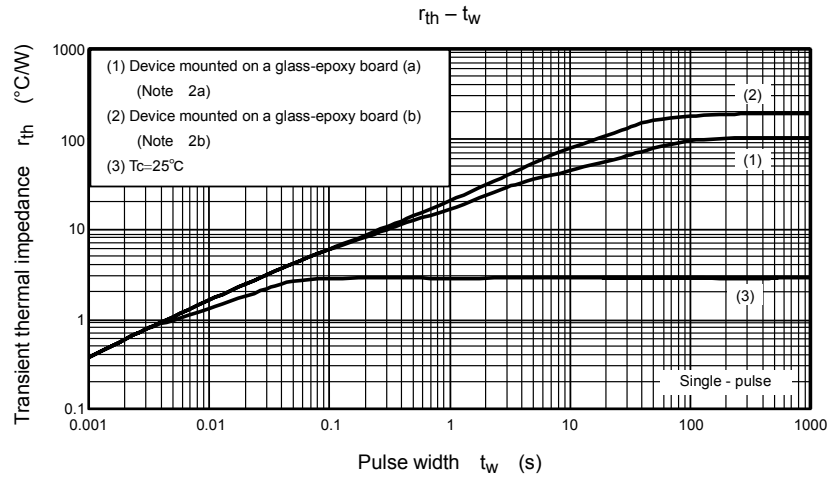 rth – tw
Transient thermal impedance rth (°C/W)
1000
100
10
1
0.1
(1) Device mounted on a glass-epoxy board (a)
(Note 2a)
(2) Device mounted on a glass-epoxy board (b)
(Note 2b)
(3) Tc=25°C
(2)
(1)
(3)
Single - pulse
0.001
0.01
0.1
1
10
100
1000
Pulse width tw (s)